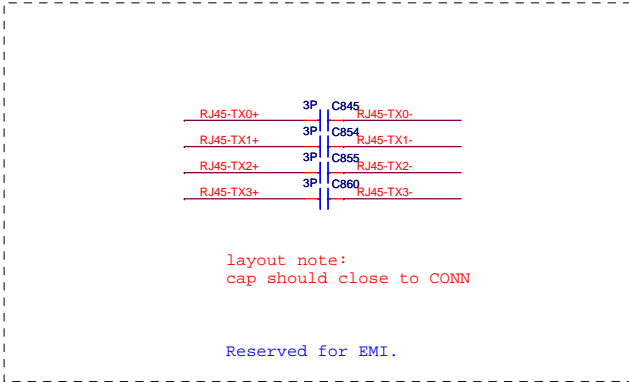 3P C845
RJ45-TX0+ RJ45-TX0-
3P C854
RJ45-TX1+ RJ45-TX1-
3P C855
RJ45-TX2+ RJ45-TX2-
3P C860
RJ45-TX3+ RJ45-TX3-
layout note:
cap should close to CONN
Reserved for EMI.